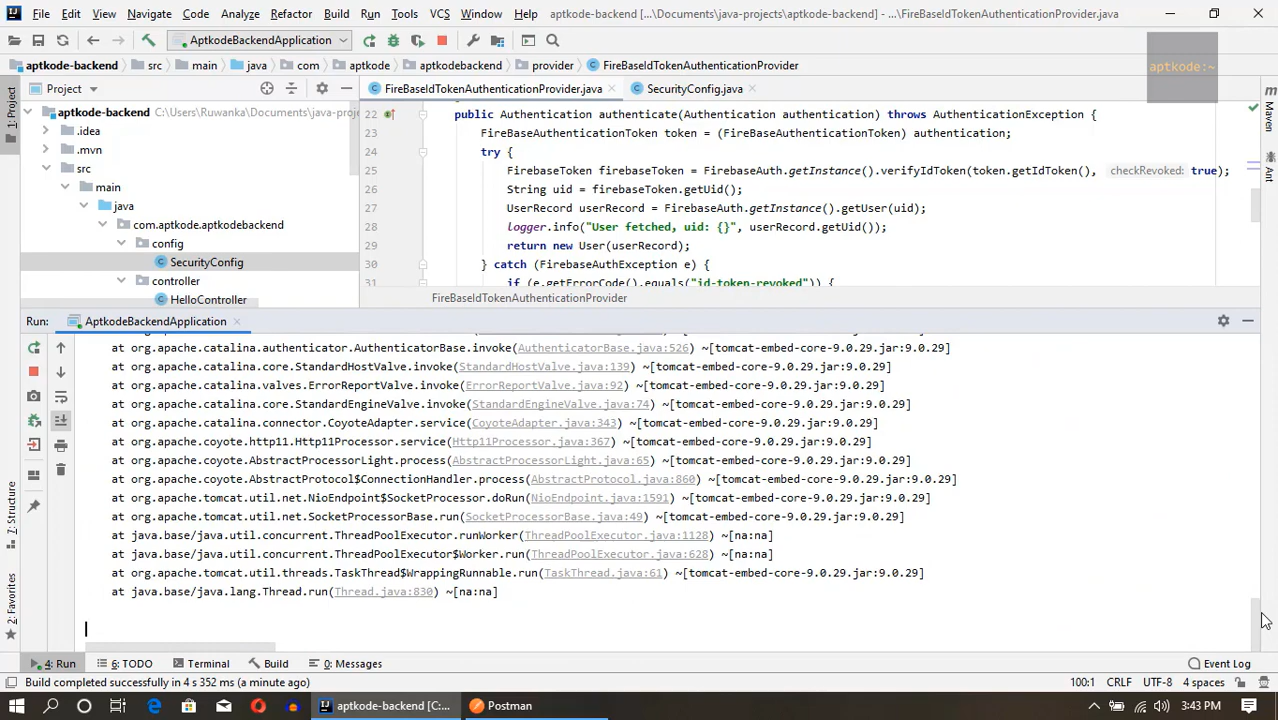 File Edit View Navigate Code Analyze Refactor Build Run Tools VCS Window Help aptkode-backend [...\Documents\java-projects\aptkode-backend] - ...\FireBaseIdTokenAuthenticationProvider.java
AptkodeBackendApplication
aptkode-backend src main java com aptkode aptkodebackend provider FireBaseIdTokenAuthenticationProvider
aptkode:~
Project
FireBaseIdTokenAuthenticationProvider.java
SecurityConfig.java
aptkode-backend C:\Users\Ruwanka\Documents\java-proje
.idea
.mvn
src
main
java
com.aptkode.aptkodebackend
config
SecurityConfig
controller
HelloController
22 public Authentication authenticate(Authentication authentication) throws AuthenticationException {
23 FireBaseAuthenticationToken token = (FireBaseAuthenticationToken) authentication;
24 try {
25 FirebaseToken firebaseToken = FirebaseAuth.getInstance().verifyIdToken(token.getIdToken(), checkRevoked: true);
26 String uid = firebaseToken.getUid();
27 UserRecord userRecord = FirebaseAuth.getInstance().getUser(uid);
28 logger.info("User fetched, uid: {}", userRecord.getUid());
29 return new User(userRecord);
30 } catch (FirebaseAuthException e) {
31 if (e.getErrorCode().equals("id-token-revoked")) {
FireBaseIdTokenAuthenticationProvider
1: Project
7: Structure
2: Favorites
Maven
Ant
Run: AptkodeBackendApplication
at org.apache.catalina.authenticator.AuthenticatorBase.invoke(AuthenticatorBase.java:526) ~[tomcat-embed-core-9.0.29.jar:9.0.29]
at org.apache.catalina.core.StandardHostValve.invoke(StandardHostValve.java:139) ~[tomcat-embed-core-9.0.29.jar:9.0.29]
at org.apache.catalina.valves.ErrorReportValve.invoke(ErrorReportValve.java:92) ~[tomcat-embed-core-9.0.29.jar:9.0.29]
at org.apache.catalina.core.StandardEngineValve.invoke(StandardEngineValve.java:74) ~[tomcat-embed-core-9.0.29.jar:9.0.29]
at org.apache.catalina.connector.CoyoteAdapter.service(CoyoteAdapter.java:343) ~[tomcat-embed-core-9.0.29.jar:9.0.29]
at org.apache.coyote.http11.Http11Processor.service(Http11Processor.java:367) ~[tomcat-embed-core-9.0.29.jar:9.0.29]
at org.apache.coyote.AbstractProcessorLight.process(AbstractProcessorLight.java:65) ~[tomcat-embed-core-9.0.29.jar:9.0.29]
at org.apache.coyote.AbstractProtocol$ConnectionHandler.process(AbstractProtocol.java:860) ~[tomcat-embed-core-9.0.29.jar:9.0.29]
at org.apache.tomcat.util.net.NioEndpoint$SocketProcessor.doRun(NioEndpoint.java:1591) ~[tomcat-embed-core-9.0.29.jar:9.0.29]
at org.apache.tomcat.util.net.SocketProcessorBase.run(SocketProcessorBase.java:49) ~[tomcat-embed-core-9.0.29.jar:9.0.29]
at java.base/java.util.concurrent.ThreadPoolExecutor.runWorker(ThreadPoolExecutor.java:1128) ~[na:na]
at java.base/java.util.concurrent.ThreadPoolExecutor$Worker.run(ThreadPoolExecutor.java:628) ~[na:na]
at org.apache.tomcat.util.threads.TaskThread$WrappingRunnable.run(TaskThread.java:61) ~[tomcat-embed-core-9.0.29.jar:9.0.29]
at java.base/java.lang.Thread.run(Thread.java:830) ~[na:na]
4: Run 6: TODO Terminal Build 0: Messages Event Log
Build completed successfully in 4 s 352 ms (a minute ago) 100:1 CRLF UTF-8 4 spaces
aptkode-backend [C:... Postman 3:43 PM